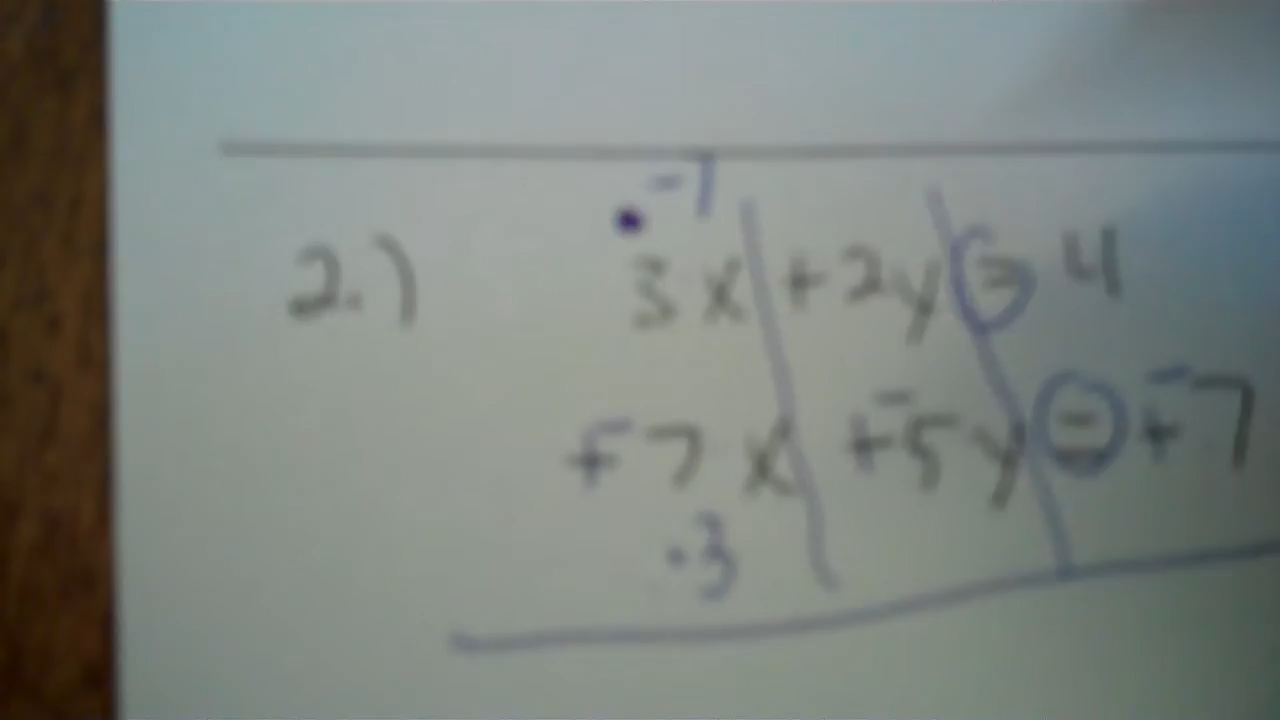 ·-7
2.) 3x +2y = 4
+-7x +-5y = +-7
·3